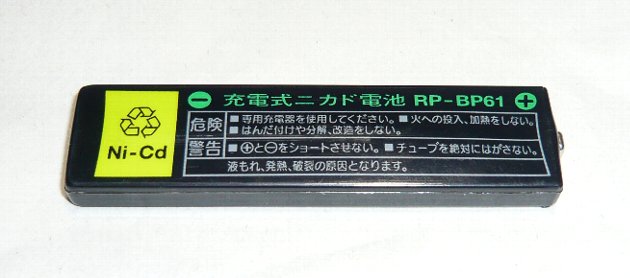 ⊖ 充電式ニカド電池 RP-BP61 ⊕
危険 ■専用充電器を使用してください。■火への投入、加熱をしない。
■はんだ付けや分解、改造をしない。
警告 ■⊕と⊖をショートさせない。■チューブを絶対にはがさない。
液もれ、発熱、破裂の原因となります。
Ni-Cd